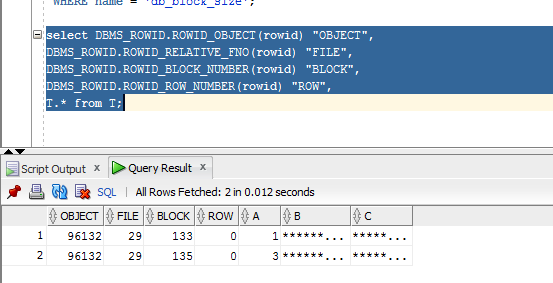 WHERE name = 'db_block_size';
select DBMS_ROWID.ROWID_OBJECT(rowid) "OBJECT",
DBMS_ROWID.ROWID_RELATIVE_FNO(rowid) "FILE",
DBMS_ROWID.ROWID_BLOCK_NUMBER(rowid) "BLOCK",
DBMS_ROWID.ROWID_ROW_NUMBER(rowid) "ROW",
T.* from T;
Script Output x Query Result x
SQL | All Rows Fetched: 2 in 0.012 seconds
OBJECT FILE BLOCK ROW A B C
1 96132 29 133 0 1 ******... *****...
2 96132 29 135 0 3 ******... *****...